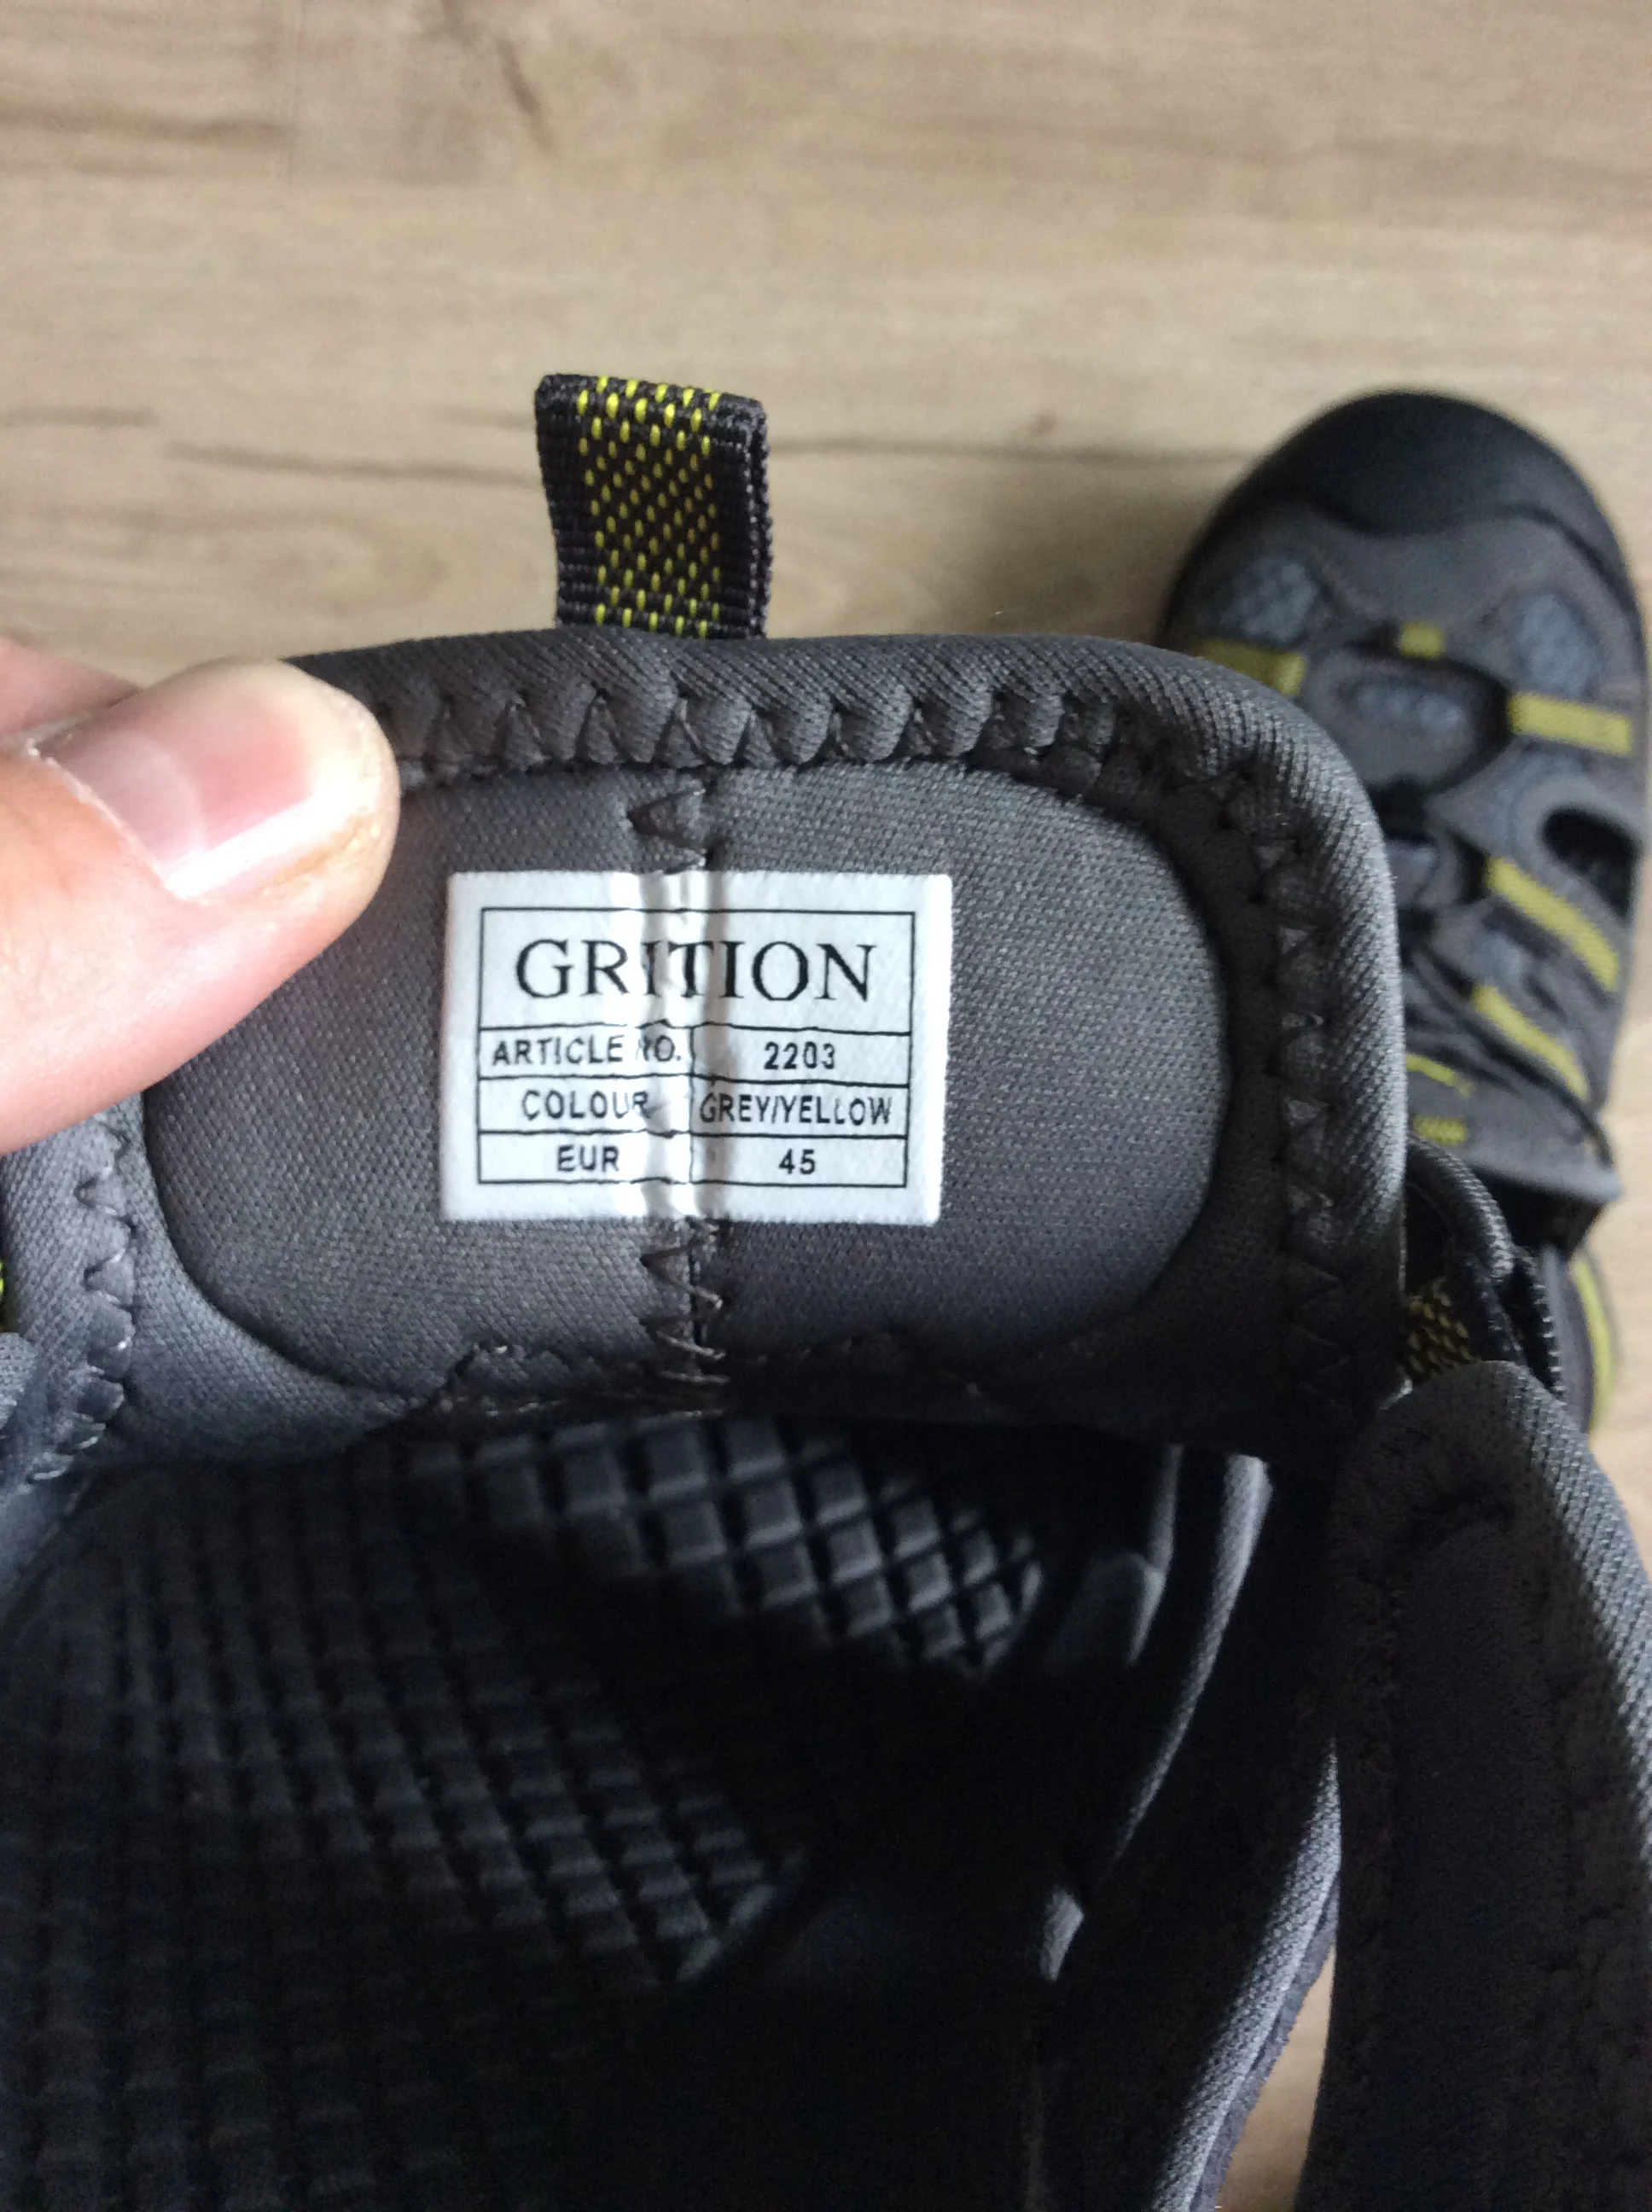 GRITION
ARTICLE NO. 2203
COLOUR GREY/YELLOW
EUR 45